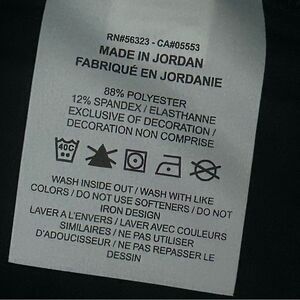 RN#56323 - CA#05553
MADE IN JORDAN
FABRIQUÉ EN JORDANIE
88% POLYESTER
12% SPANDEX / ELASTHANNE
EXCLUSIVE OF DECORATION /
DECORATION NON COMPRISE
40C
WASH INSIDE OUT / WASH WITH LIKE
COLORS / DO NOT USE SOFTENERS / DO NOT
IRON DESIGN
LAVER A L'ENVERS / LAVER AVEC COULEURS
SIMILAIRES / NE PAS UTILISER
D'ADOUCISSEUR / NE PAS REPASSER LE
DESSIN